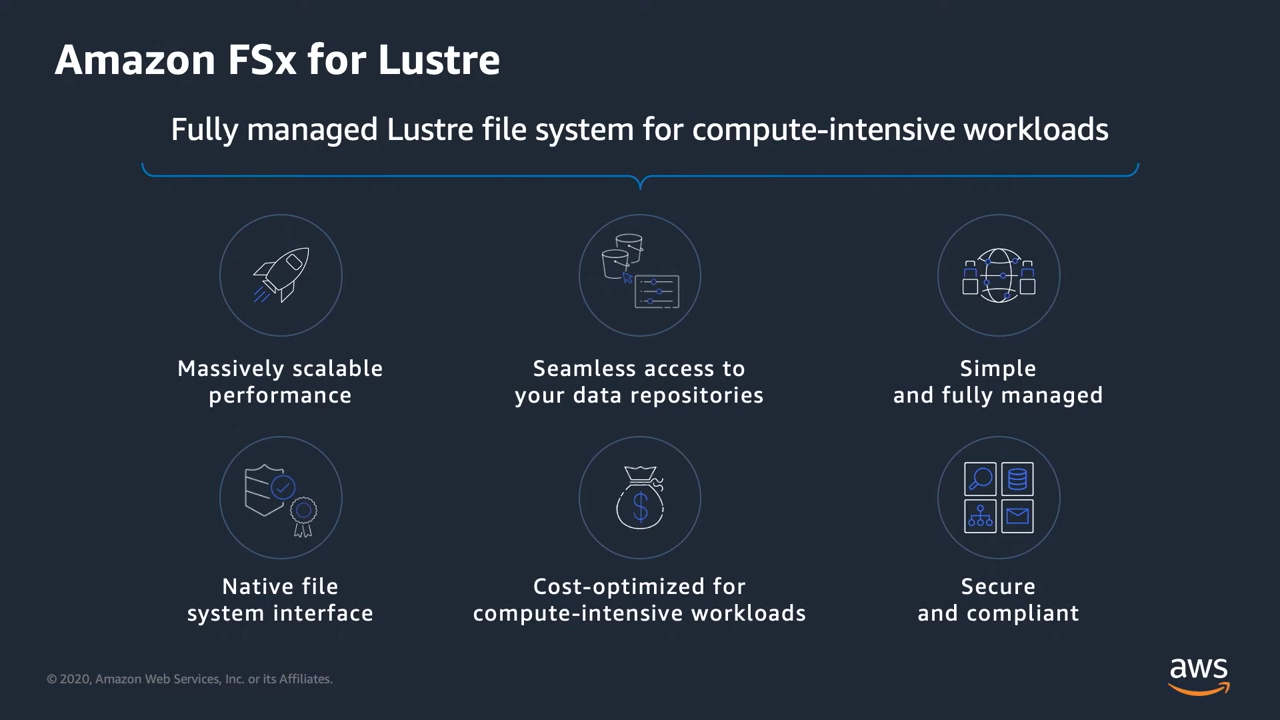 Amazon FSx for Lustre
Fully managed Lustre file system for compute-intensive workloads
Massively scalable
performance
Seamless access to
your data repositories
Simple
and fully managed
Native file
system interface
Cost-optimized for
compute-intensive workloads
Secure
and compliant
© 2020, Amazon Web Services, Inc. or its Affiliates.
aws